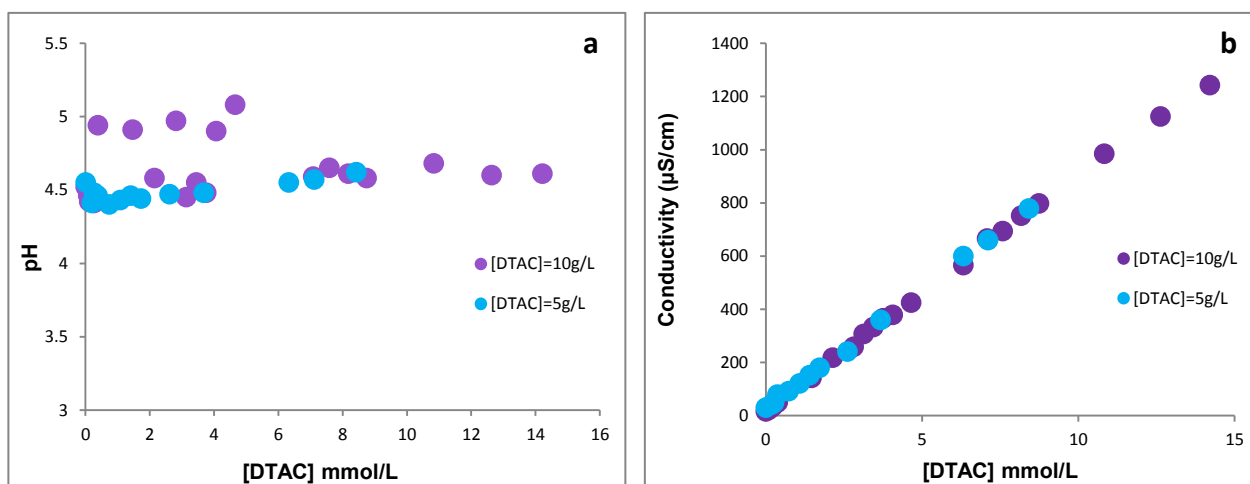 a
5.5
5
4.5
4
3.5
3
pH
0 2 4 6 8 10 12 14 16
[DTAC] mmol/L
[DTAC]=10g/L
[DTAC]=5g/L
b
1400
1200
1000
800
600
400
200
0
Conductivity (µS/cm)
0 5 10 15
[DTAC] mmol/L
[DTAC]=10g/L
[DTAC]=5g/L